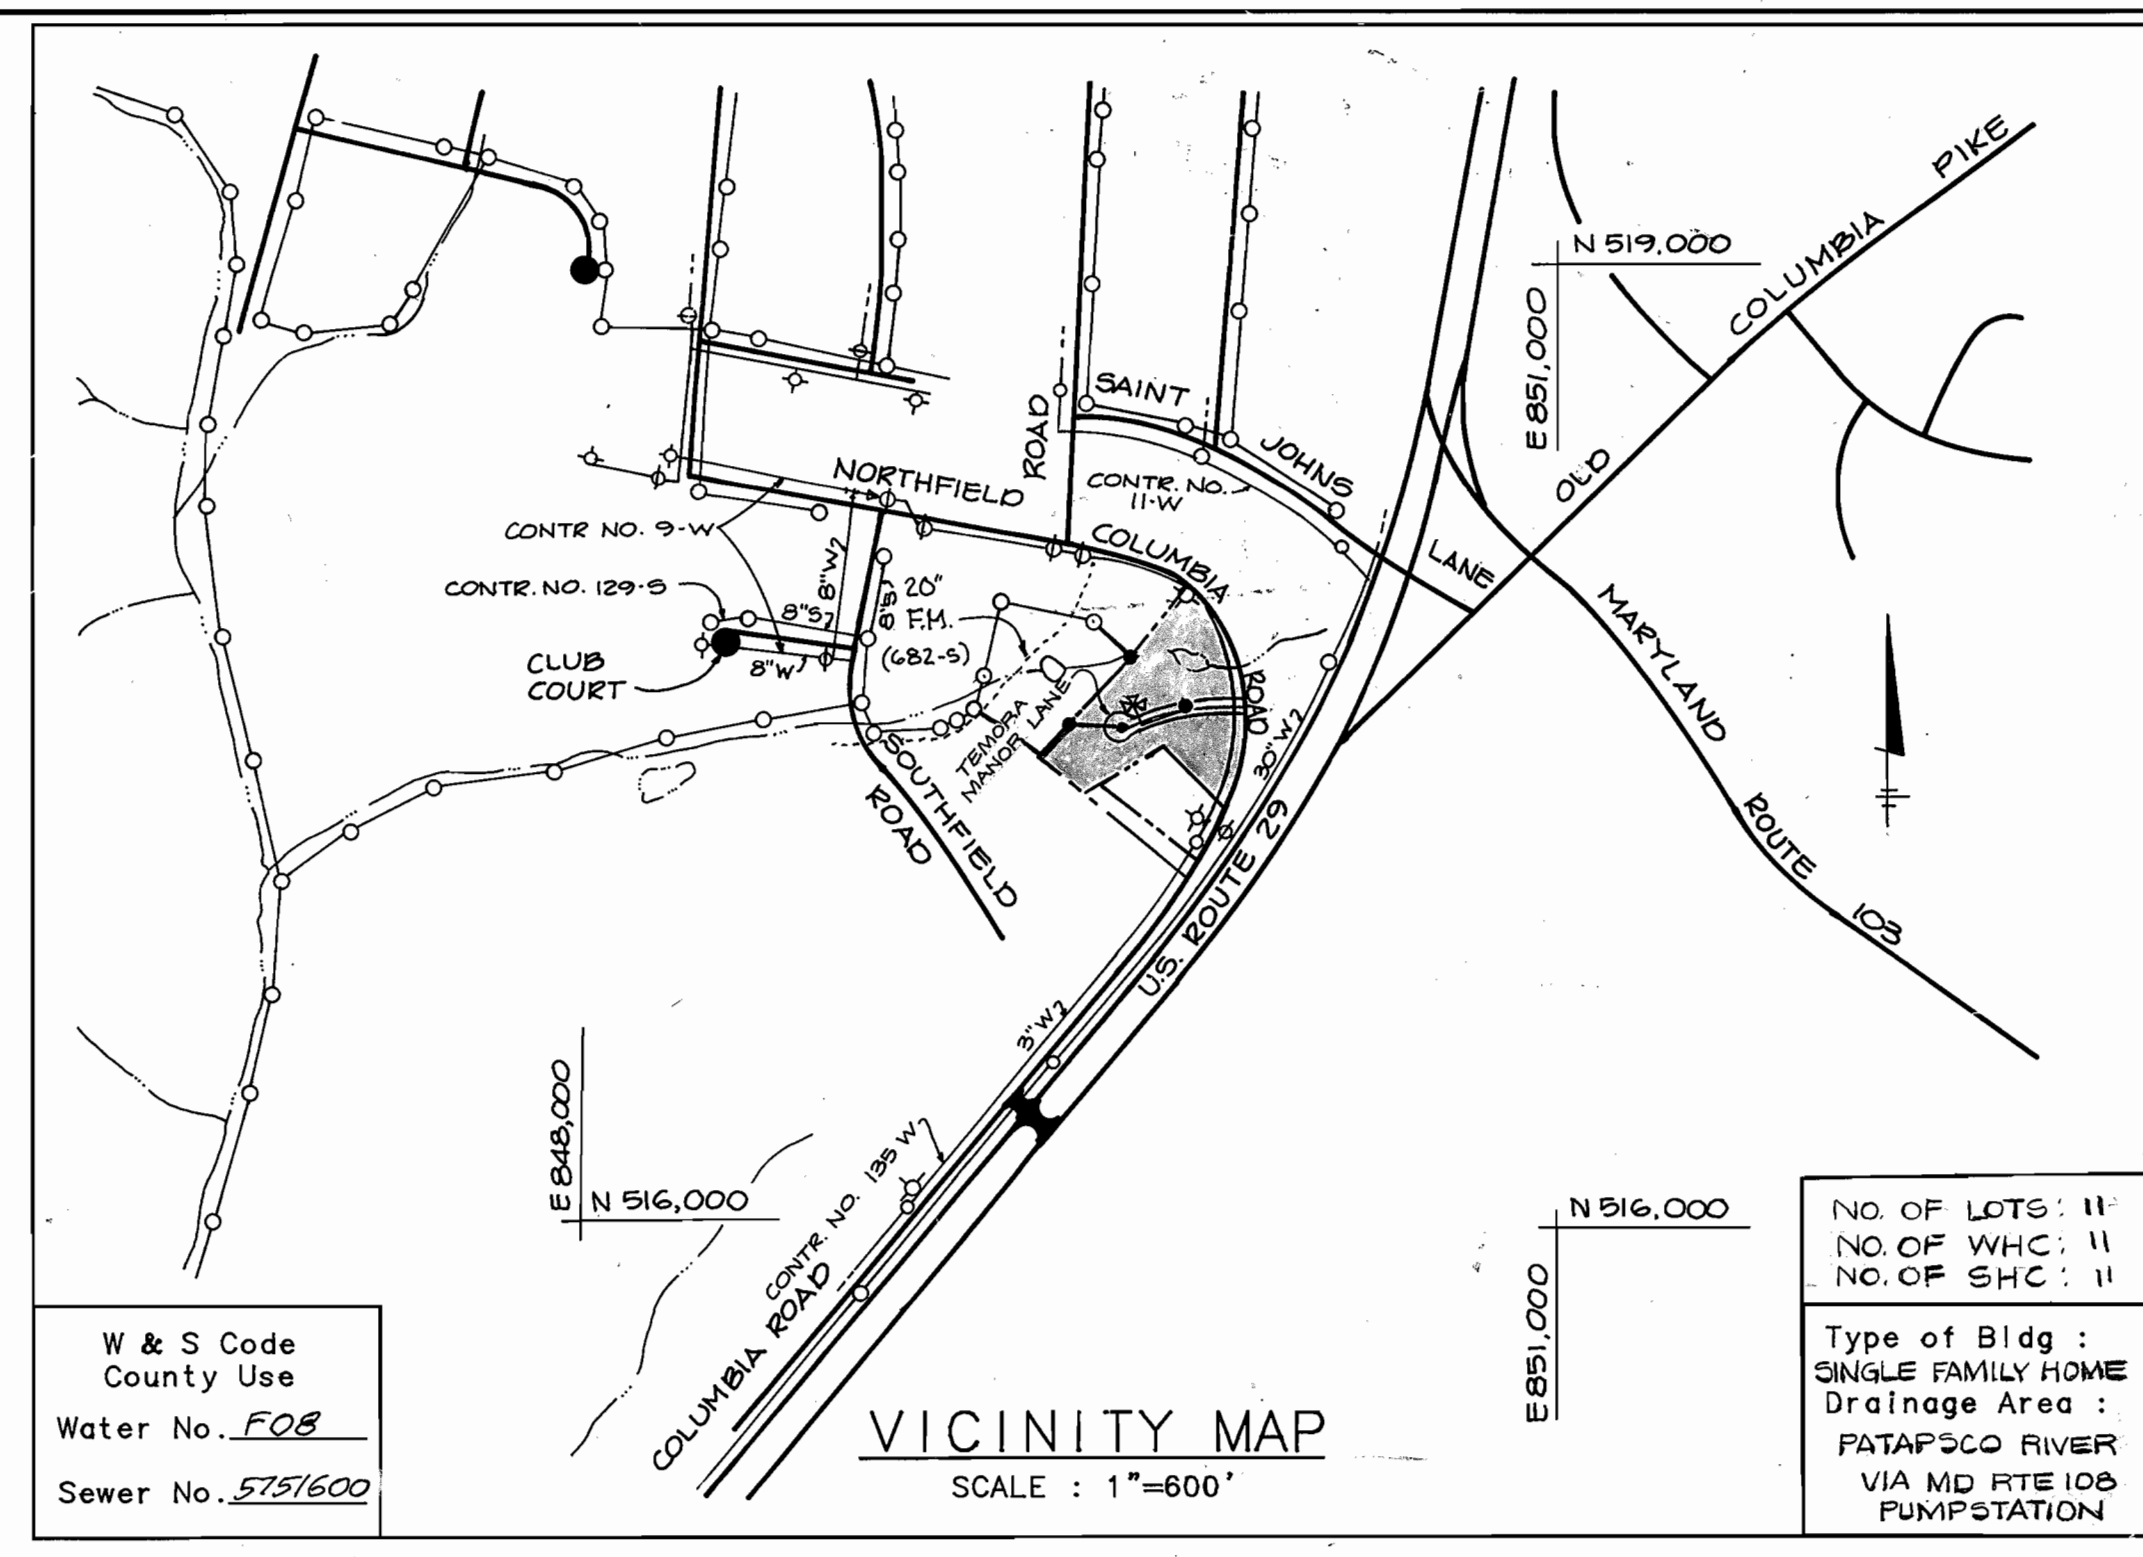 PIKE
COLUMBIA
OLD
N 519,000
E 851,000
SAINT
JOHNS
LANE
ROAD
CONTR. NO.
11-W
NORTHFIELD
COLUMBIA
ROAD
CONTR NO. 9-W
CONTR. NO. 129-S
8"W
8"S
8"S
8"W
20"
F.M.
(682-S)
CLUB
COURT
TEMORA
MANOR LANE
SOUTHFIELD
ROAD
30"W
U.S. ROUTE 29
MARYLAND
ROUTE
103
3"W
CONTR. NO. 135 W
COLUMBIA ROAD
E 848,000
N 516,000
N 516,000
E 851,000
W & S Code
County Use
Water No. F08
Sewer No. 5751600
VICINITY MAP
SCALE : 1"=600'
NO. OF LOTS: 11
NO. OF WHC: 11
NO. OF SHC: 11
Type of Bldg :
SINGLE FAMILY HOME
Drainage Area :
PATAPSCO RIVER
VIA MD RTE 108
PUMPSTATION